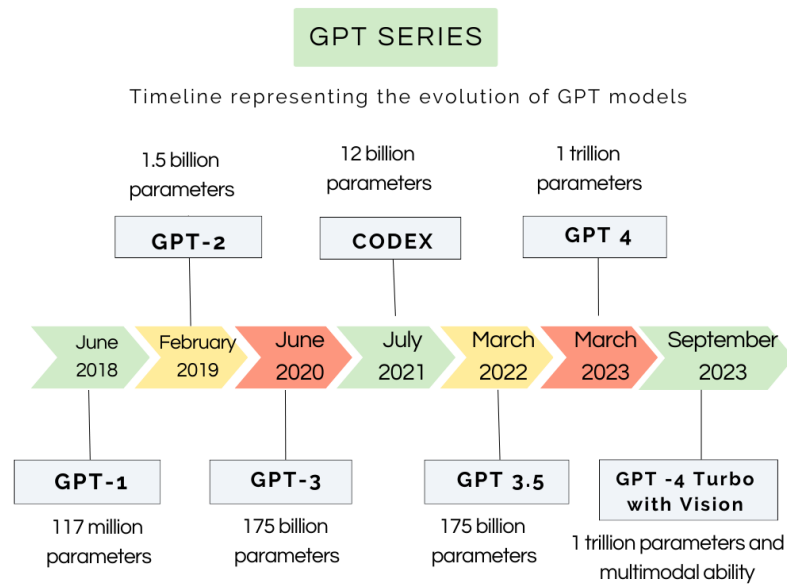 GPT SERIES
Timeline representing the evolution of GPT models
1.5 billion
parameters
12 billion
parameters
1 trillion
parameters
GPT-2
CODEX
GPT 4
June
2018
February
2019
June
2020
July
2021
March
2022
March
2023
September
2023
GPT-1
GPT-3
GPT 3.5
GPT -4 Turbo
with Vision
117 million
parameters
175 billion
parameters
175 billion
parameters
1 trillion parameters and
multimodal ability